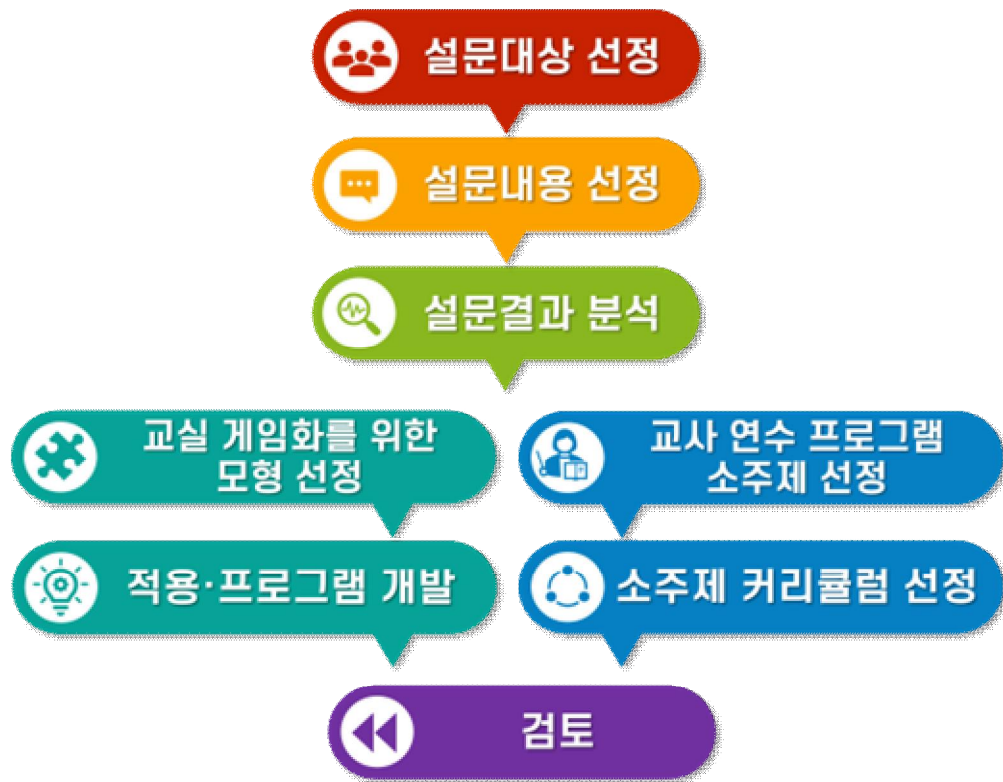 설문대상 선정
설문내용 선정
설문결과 분석
교실 게임화를 위한
모형 선정
교사 연수 프로그램
소주제 선정
적용·프로그램 개발
소주제 커리큘럼 선정
검토